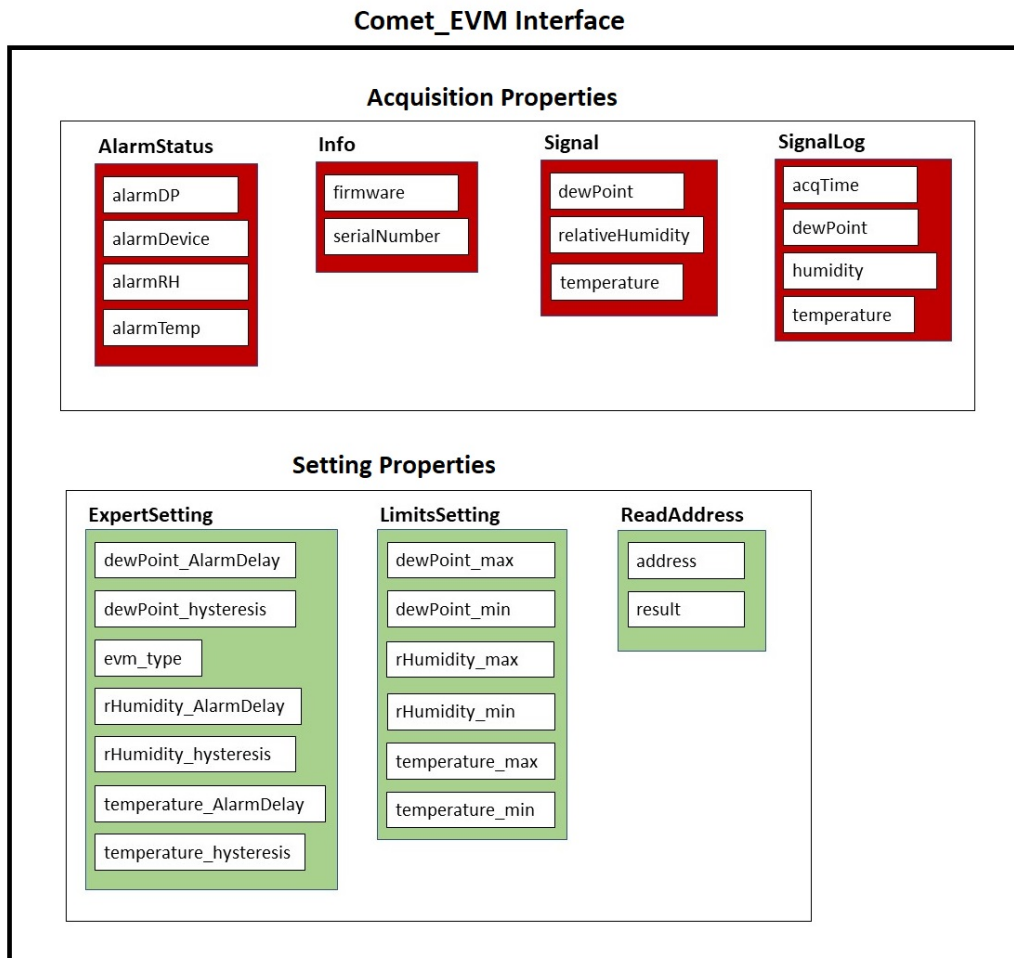 Comet_EVM Interface
Acquisition Properties
AlarmStatus
alarmDP
alarmDevice
alarmRH
alarmTemp
Info
firmware
serialNumber
Signal
dewPoint
relativeHumidity
temperature
SignalLog
acqTime
dewPoint
humidity
temperature
Setting Properties
ExpertSetting
dewPoint_AlarmDelay
dewPoint_hysteresis
evm_type
rHumidity_AlarmDelay
rHumidity_hysteresis
temperature_AlarmDelay
temperature_hysteresis
LimitsSetting
dewPoint_max
dewPoint_min
rHumidity_max
rHumidity_min
temperature_max
temperature_min
ReadAddress
address
result